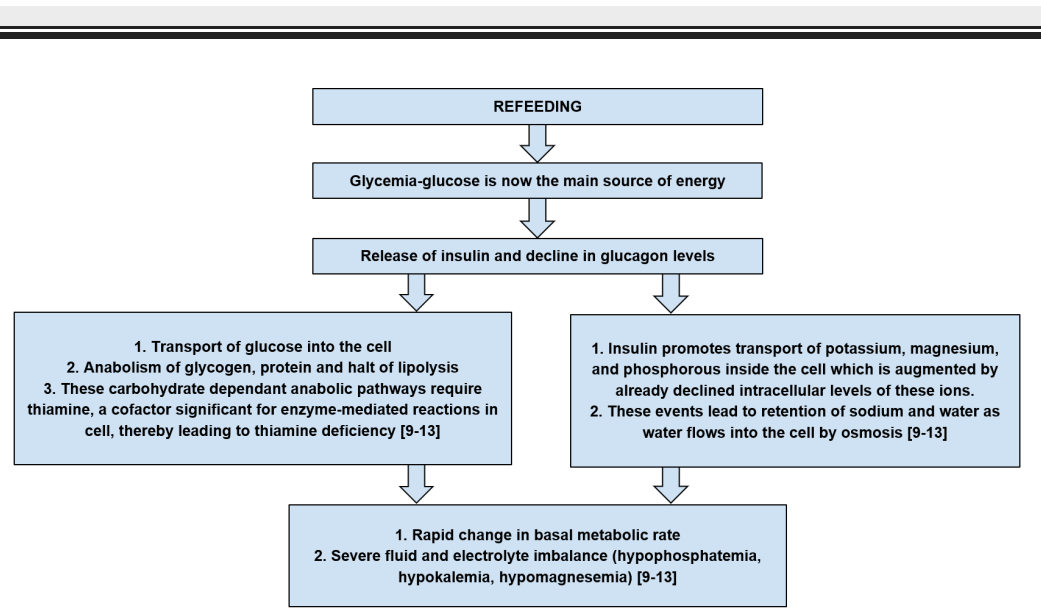 REFEEDING
Glycemia-glucose is now the main source of energy
Release of insulin and decline in glucagon levels
1. Transport of glucose into the cell
2. Anabolism of glycogen, protein and halt of lipolysis
3. These carbohydrate dependant anabolic pathways require
thiamine, a cofactor significant for enzyme-mediated reactions in
cell, thereby leading to thiamine deficiency [9-13]
1. Insulin promotes transport of potassium, magnesium,
and phosphorous inside the cell which is augmented by
already declined intracellular levels of these ions.
2. These events lead to retention of sodium and water as
water flows into the cell by osmosis [9-13]
1. Rapid change in basal metabolic rate
2. Severe fluid and electrolyte imbalance (hypophosphatemia,
hypokalemia, hypomagnesemia) [9-13]